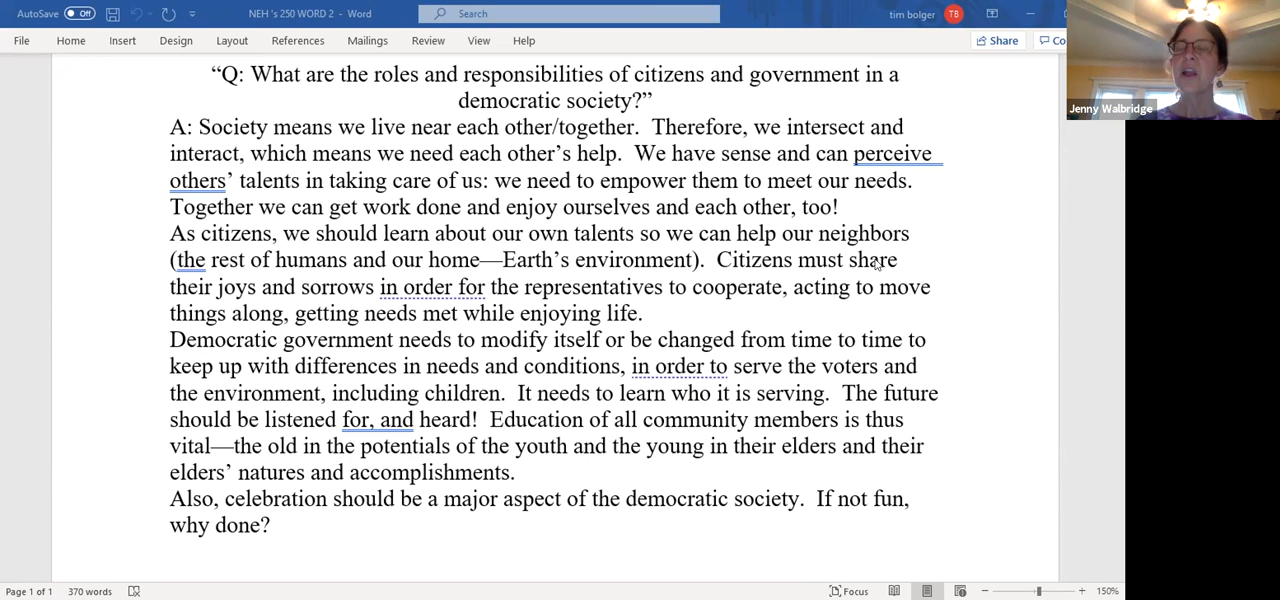 AutoSave Off NEH 's 250 WORD 2 - Word Search tim bolger TB
File Home Insert Design Layout References Mailings Review View Help Share Co
Jenny Walbridge
“Q: What are the roles and responsibilities of citizens and government in a
democratic society?”
A: Society means we live near each other/together. Therefore, we intersect and
interact, which means we need each other’s help. We have sense and can perceive
others’ talents in taking care of us: we need to empower them to meet our needs.
Together we can get work done and enjoy ourselves and each other, too!
As citizens, we should learn about our own talents so we can help our neighbors
(the rest of humans and our home—Earth’s environment). Citizens must share
their joys and sorrows in order for the representatives to cooperate, acting to move
things along, getting needs met while enjoying life.
Democratic government needs to modify itself or be changed from time to time to
keep up with differences in needs and conditions, in order to serve the voters and
the environment, including children. It needs to learn who it is serving. The future
should be listened for, and heard! Education of all community members is thus
vital—the old in the potentials of the youth and the young in their elders and their
elders’ natures and accomplishments.
Also, celebration should be a major aspect of the democratic society. If not fun,
why done?
Page 1 of 1 370 words Focus 150%